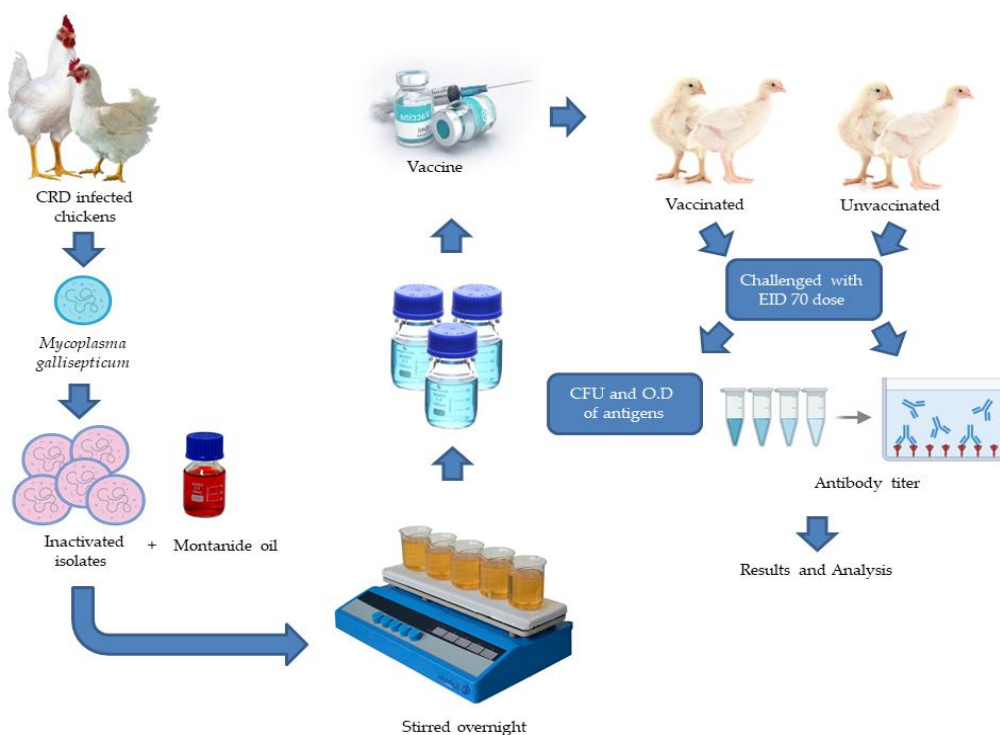 CRD infected
chickens
Mycoplasma
gallisepticum
Inactivated
isolates
+
Montanide oil
Stirred overnight
Vaccine
Vaccine
Vaccinated
Unvaccinated
Challenged with
EID 70 dose
CFU and O.D
of antigens
Antibody titer
Results and Analysis